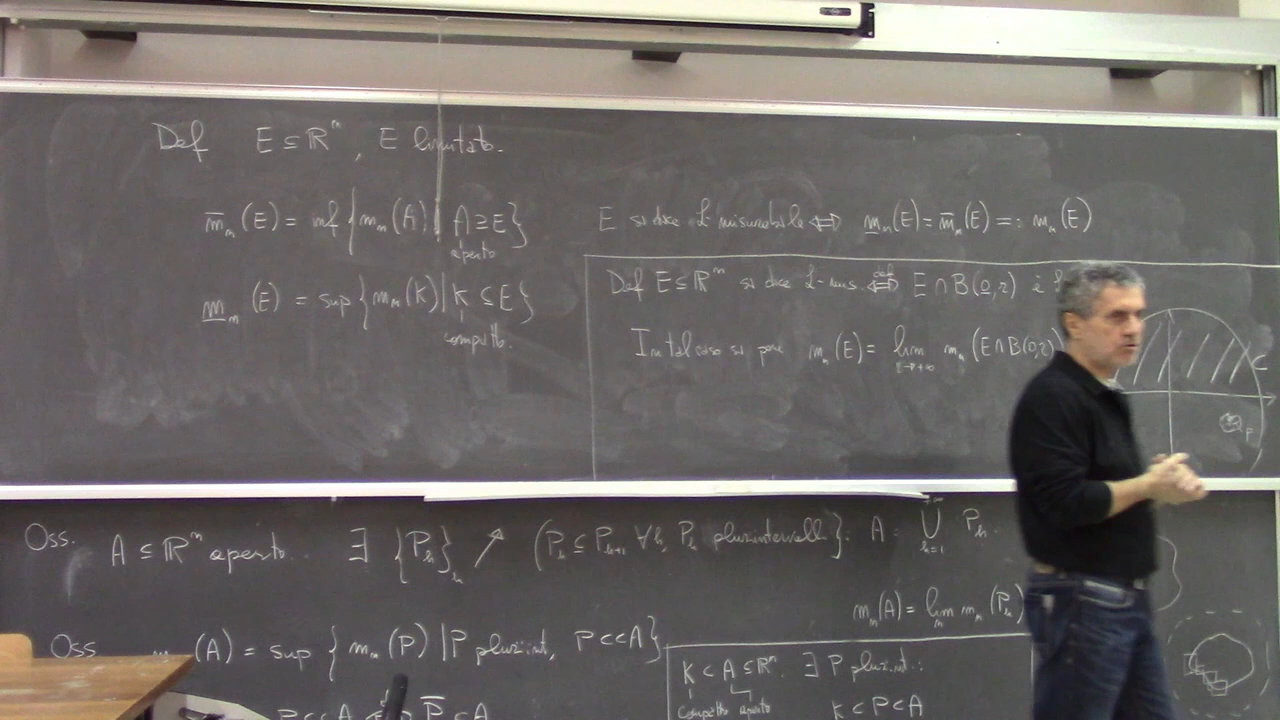 Def E ⊆ ℝⁿ, E limitato.
m̅ₙ(E) = inf { mₙ(A) | A ⊇ E }
aperto
m̲ₙ(E) = sup { mₙ(K) | K ⊆ E }
compatto.
E si dice L-misurabile ⟺ m̲ₙ(E) = m̅ₙ(E) =: mₙ(E)
Def E ⊆ ℝⁿ si dice L-mis. ⟺ def E ∩ B(0,r) è
In tal caso si pone mₙ(E) = lim r→+∞ mₙ(E ∩ B(0,r)
C
P
Oss. A ⊆ ℝⁿ aperto. ∃ {Pₕ}ₕ ↗ (Pₕ ⊆ Pₕ₊₁ ∀h, Pₕ plurintervalli): A = ⋃ h=1 +∞ Pₕ.
mₙ(A) = lim mₙ(Pₕ)
Oss (A) = sup { mₙ(P) | P plurint, P⊂⊂A }
P⊂⊂A P̅ ⊂ A
K ⊂ A ⊆ ℝⁿ. ∃ P plurint.:
compatto aperto
K ⊂ P ⊂ A